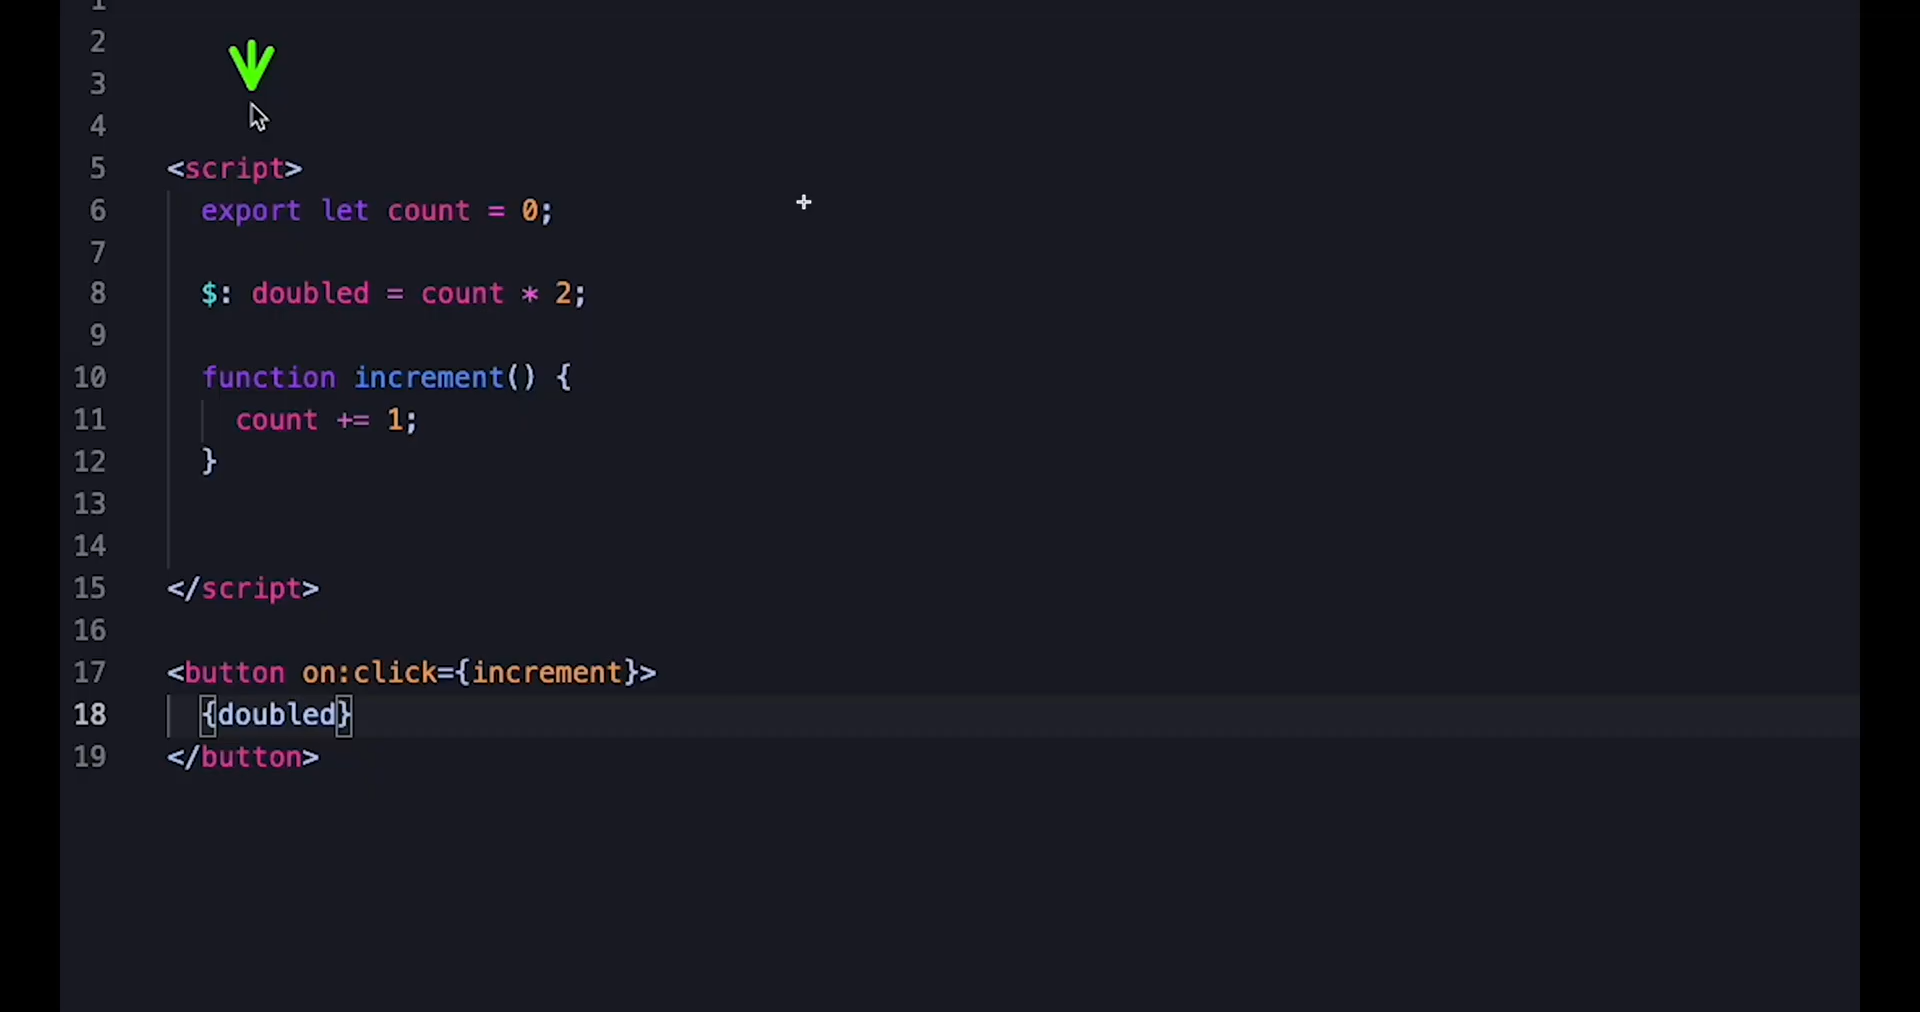 1
2
3
4
5 <script>
6 export let count = 0;
7
8 $: doubled = count * 2;
9
10 function increment() {
11 count += 1;
12 }
13
14
15 </script>
16
17 <button on:click={increment}>
18 {doubled}
19 </button>